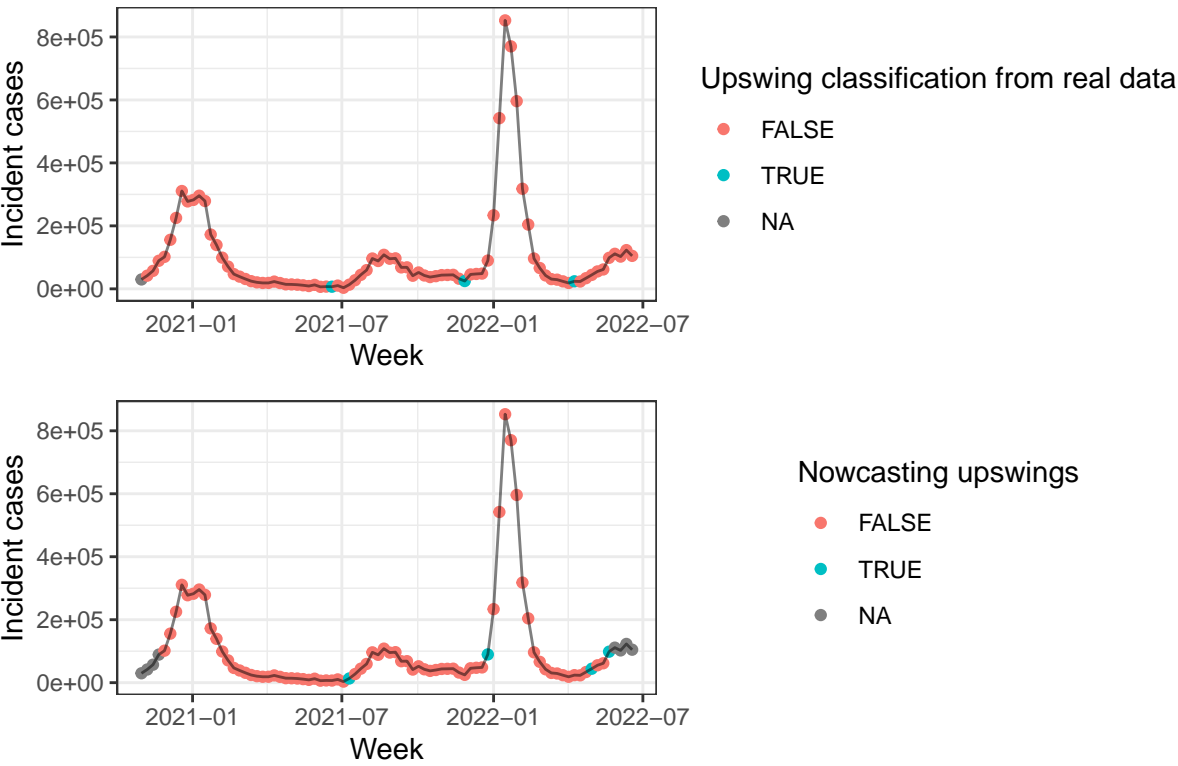 8e+05
6e+05
4e+05
2e+05
0e+00
Incident cases
2021−01
2021−07
2022−01
2022−07
Week
Upswing classification from real data
FALSE
TRUE
NA
8e+05
6e+05
4e+05
2e+05
0e+00
Incident cases
2021−01
2021−07
2022−01
2022−07
Week
Nowcasting upswings
FALSE
TRUE
NA